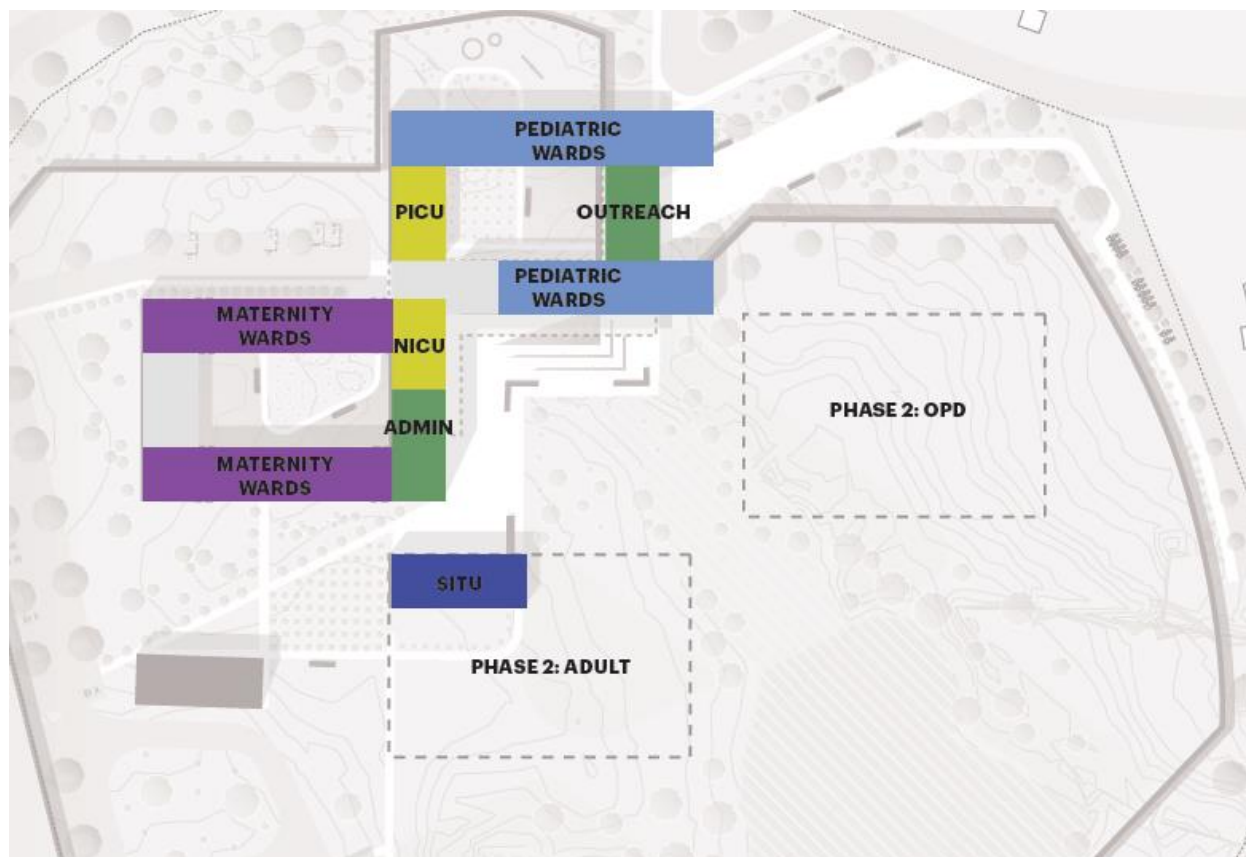 PEDIATRIC
WARDS
PICU
OUTREACH
PEDIATRIC
WARDS
MATERNITY
WARDS
NICU
ADMIN
PHASE 2: OPD
MATERNITY
WARDS
SITU
PHASE 2: ADULT